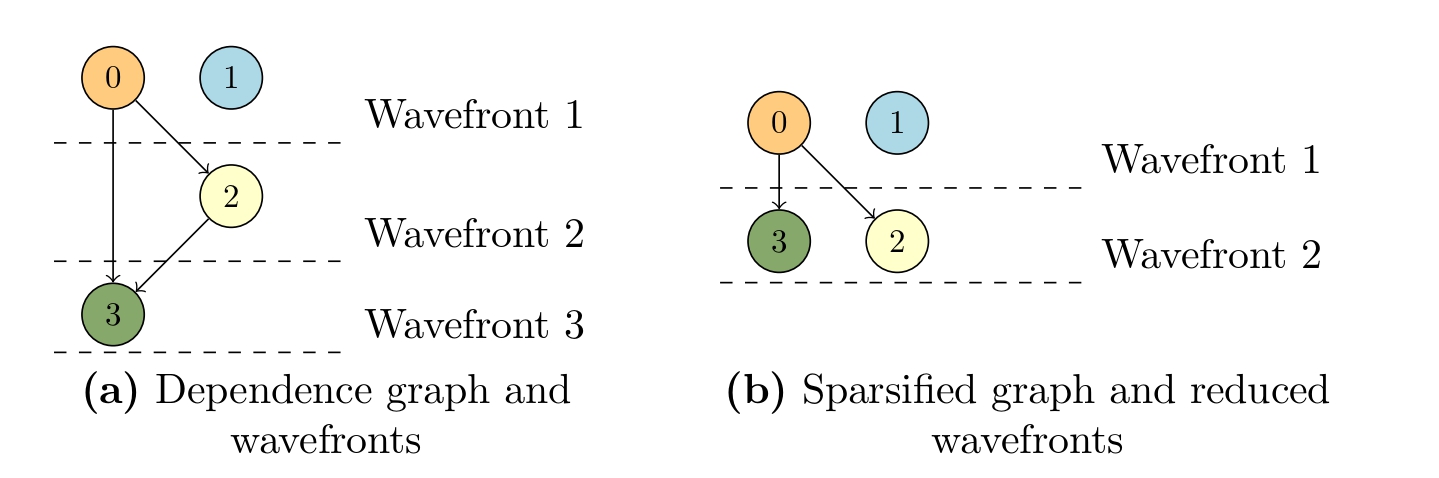 0 1
Wavefront 1
2
Wavefront 2
3
Wavefront 3
(a) Dependence graph and
wavefronts
0 1
Wavefront 1
3 2
Wavefront 2
(b) Sparsified graph and reduced
wavefronts